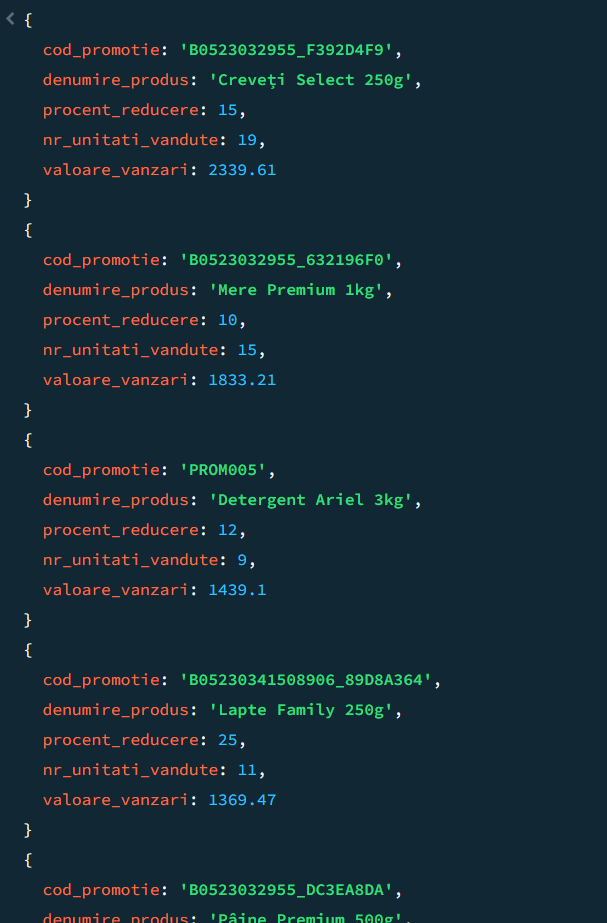 {
cod_promotie: 'B0523032955_F392D4F9',
denumire_produs: 'Creveți Select 250g',
procent_reducere: 15,
nr_unitati_vandute: 19,
valoare_vanzari: 2339.61
}
{
cod_promotie: 'B0523032955_632196F0',
denumire_produs: 'Mere Premium 1kg',
procent_reducere: 10,
nr_unitati_vandute: 15,
valoare_vanzari: 1833.21
}
{
cod_promotie: 'PROM005',
denumire_produs: 'Detergent Ariel 3kg',
procent_reducere: 12,
nr_unitati_vandute: 9,
valoare_vanzari: 1439.1
}
{
cod_promotie: 'B05230341508906_89D8A364',
denumire_produs: 'Lapte Family 250g',
procent_reducere: 25,
nr_unitati_vandute: 11,
valoare_vanzari: 1369.47
}
{
cod_promotie: 'B0523032955_DC3EA8DA',
denumire_produs: 'Pâine Premium 500g',